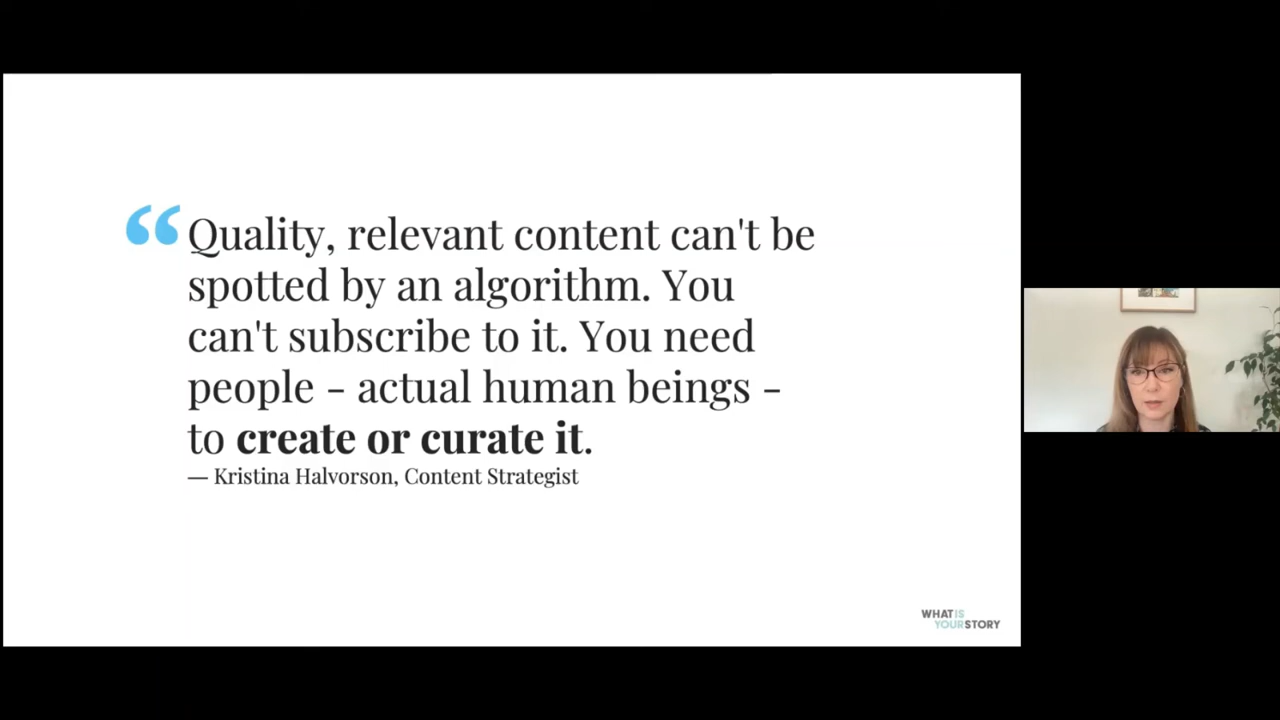 “Quality, relevant content can't be
spotted by an algorithm. You
can't subscribe to it. You need
people - actual human beings -
to create or curate it.
— Kristina Halvorson, Content Strategist
WHAT IS
YOUR STORY